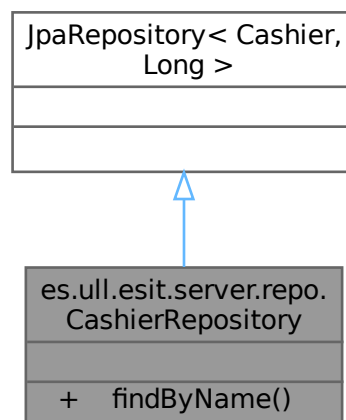 JpaRepository< Cashier,
Long >
es.ull.esit.server.repo.
CashierRepository
+ findByName()